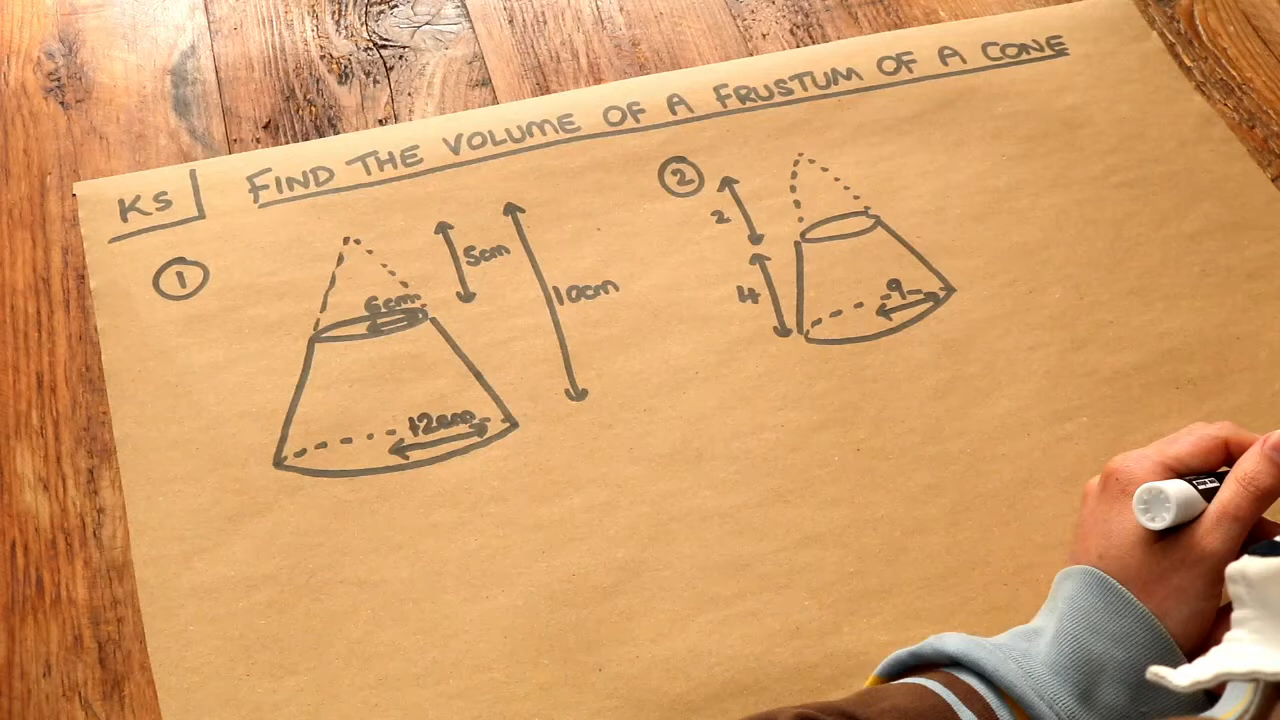 FIND THE VOLUME OF A FRUSTUM OF A CONE
KS
1
5cm
10cm
6cm
12cm
2
2
4
9